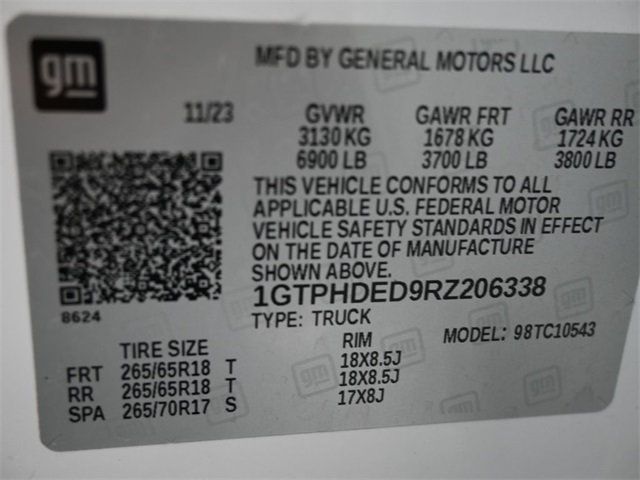 gm
MFD BY GENERAL MOTORS LLC
11/23 GVWR GAWR FRT GAWR RR
3130 KG 1678 KG 1724 KG
6900 LB 3700 LB 3800 LB
THIS VEHICLE CONFORMS TO ALL
APPLICABLE U.S. FEDERAL MOTOR
VEHICLE SAFETY STANDARDS IN EFFECT
ON THE DATE OF MANUFACTURE
SHOWN ABOVE.
1GTPHDED9RZ206338
8624
TYPE: TRUCK
MODEL: 98TC10543
TIRE SIZE RIM
FRT 265/65R18 T 18X8.5J
RR 265/65R18 T 18X8.5J
SPA 265/70R17 S 17X8J